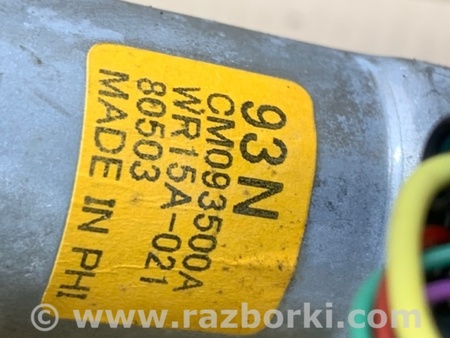 93N
CM093500A
WR15A-021
80503
MADE IN PHI
www.razborki.com